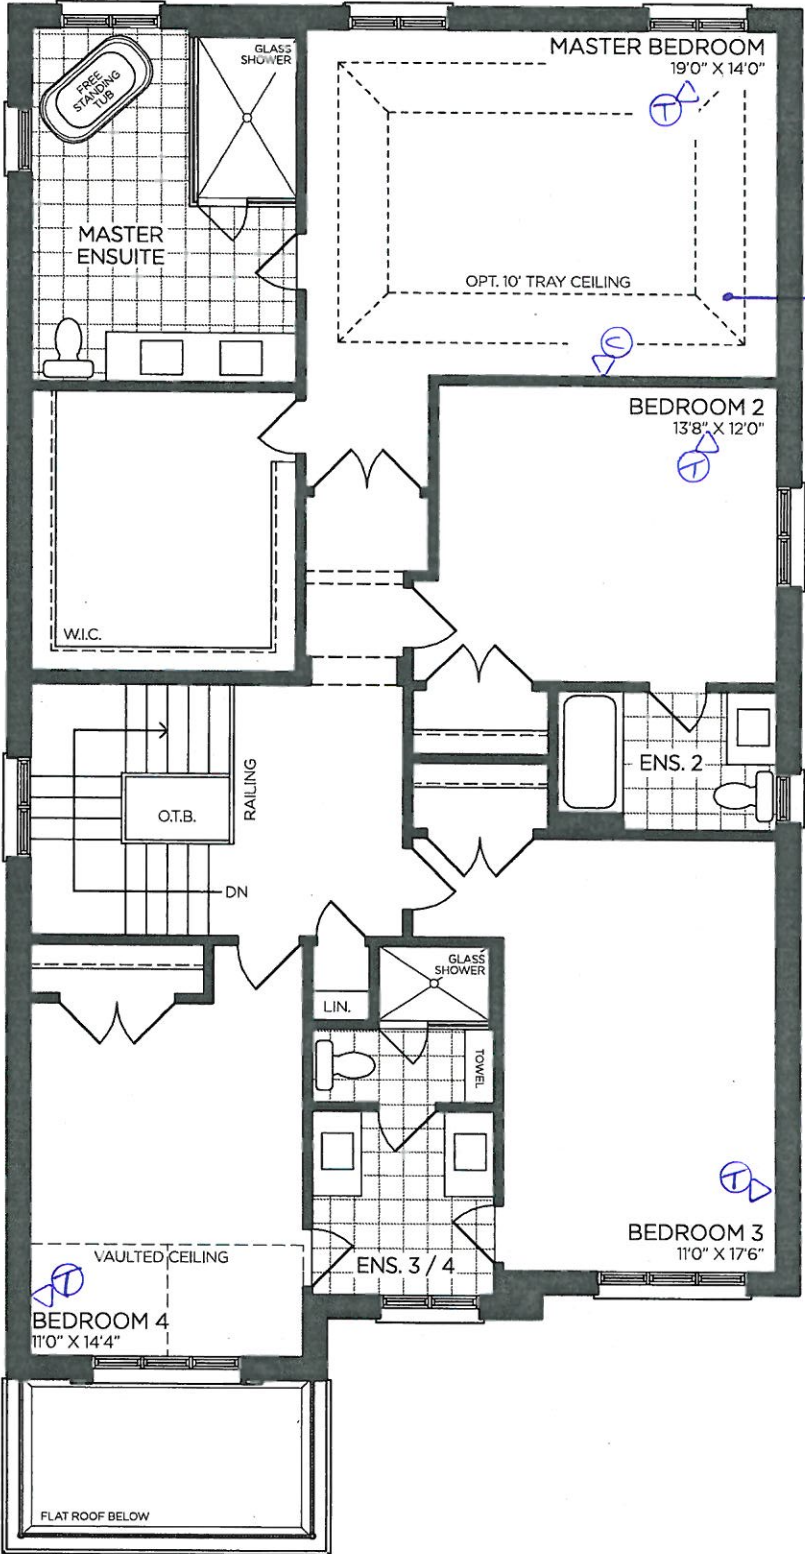 GLASS
SHOWER
MASTER BEDROOM
19'0" X 14'0"
T
FREE
STANDING
TUB
MASTER
ENSUITE
OPT. 10' TRAY CEILING
C
BEDROOM 2
13'8" X 12'0"
T
W.I.C.
RAILING
O.T.B.
ENS. 2
DN
GLASS
SHOWER
LIN.
TOWEL
T
BEDROOM 3
11'0" X 17'6"
VAULTED CEILING
ENS. 3 / 4
T
BEDROOM 4
11'0" X 14'4"
FLAT ROOF BELOW